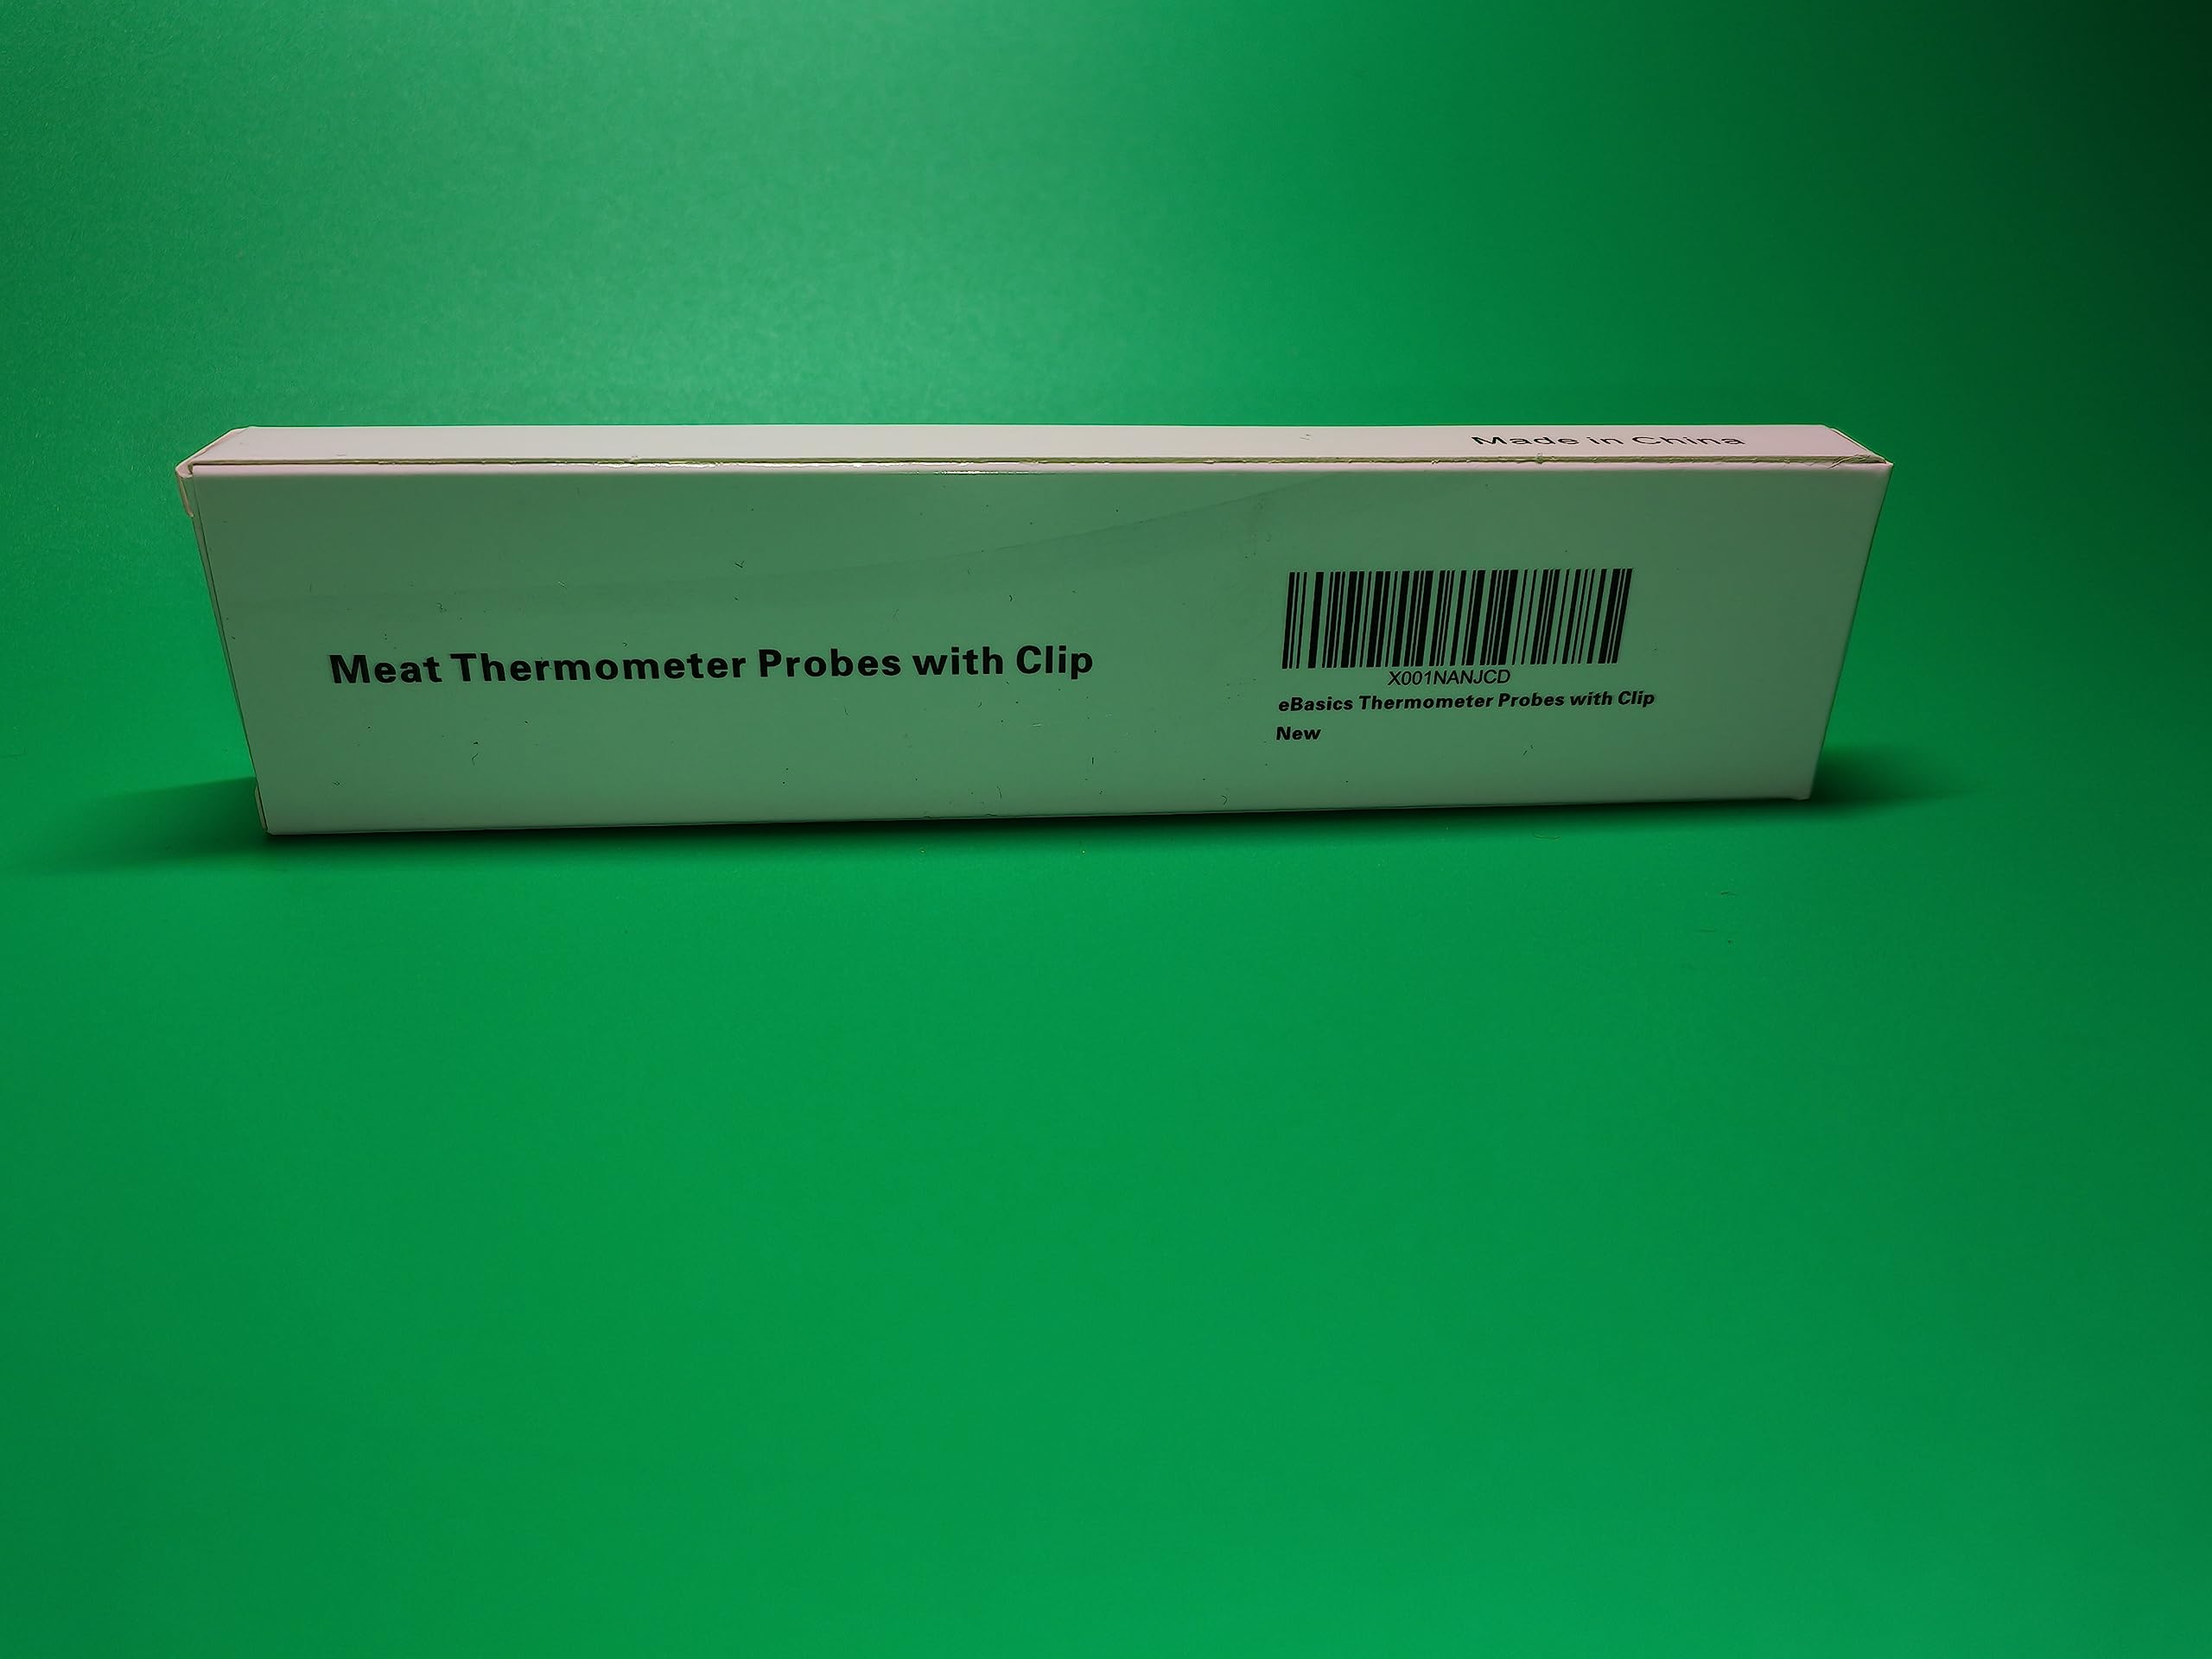 Made in China
Meat Thermometer Probes with Clip
X001NANJCD
eBasics Thermometer Probes with Clip
New